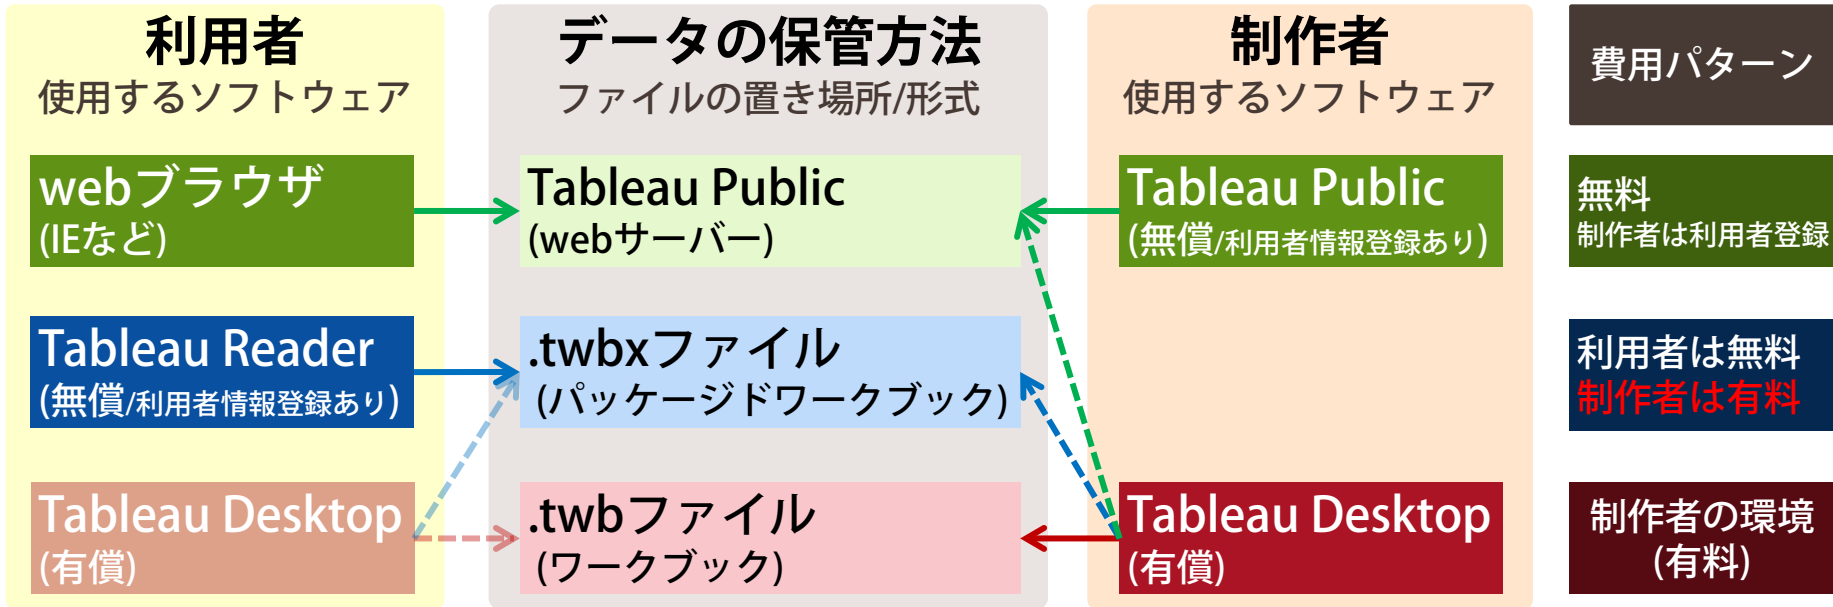 利用者
使用するソフトウェア
データの保管方法
ファイルの置き場所/形式
制作者
使用するソフトウェア
費用パターン
webブラウザ
(IEなど)
Tableau Public
(webサーバー)
Tableau Public
(無償/利用者情報登録あり)
無料
制作者は利用者登録
Tableau Reader
(無償/利用者情報登録あり)
.twbxファイル
(パッケージドワークブック)
利用者は無料
制作者は有料
Tableau Desktop
(有償)
.twbファイル
(ワークブック)
Tableau Desktop
(有償)
制作者の環境
(有料)